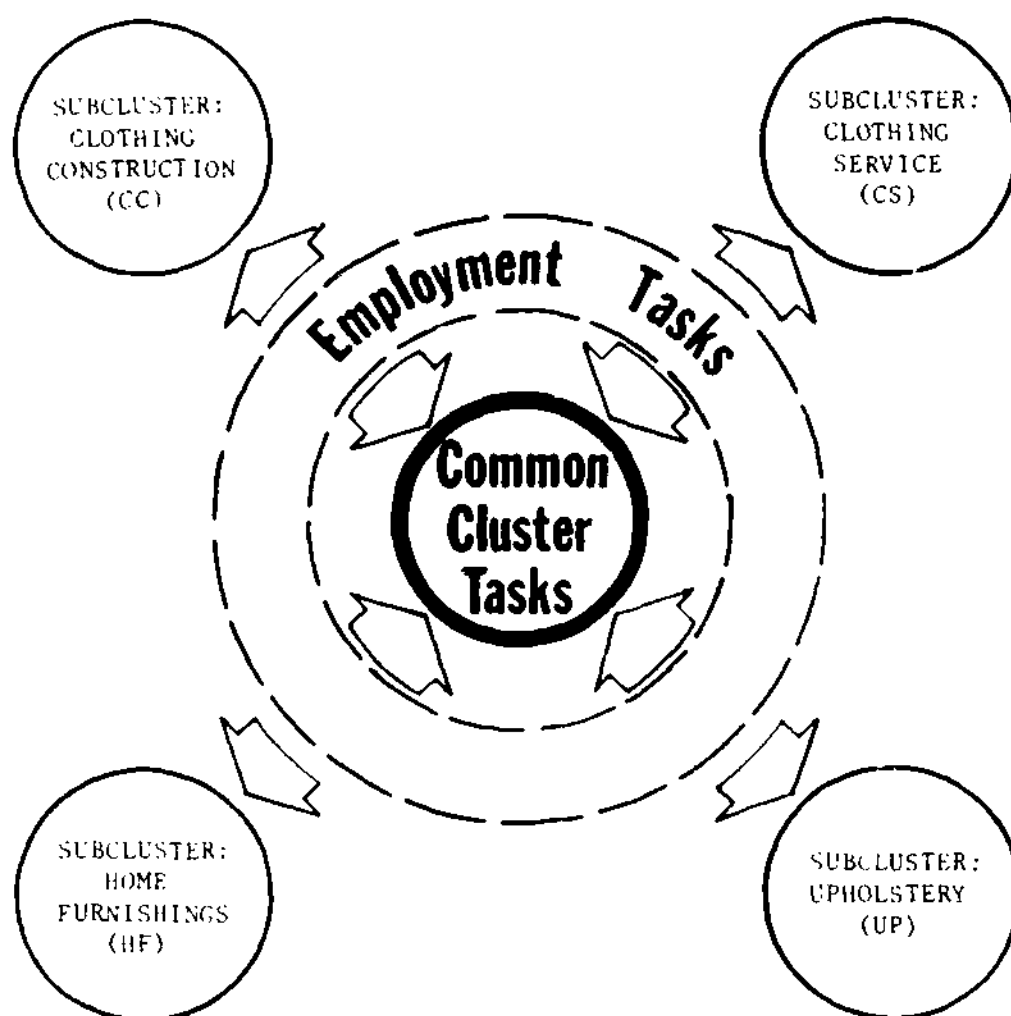 SUBCLUSTER:
CLOTHING
CONSTRUCTION
(CC)
SUBCLUSTER:
CLOTHING
SERVICE
(CS)
Employment Tasks
Common
Cluster
Tasks
SUBCLUSTER:
HOME
FURNISHINGS
(HF)
SUBCLUSTER:
UPHOLSTERY
(UP)